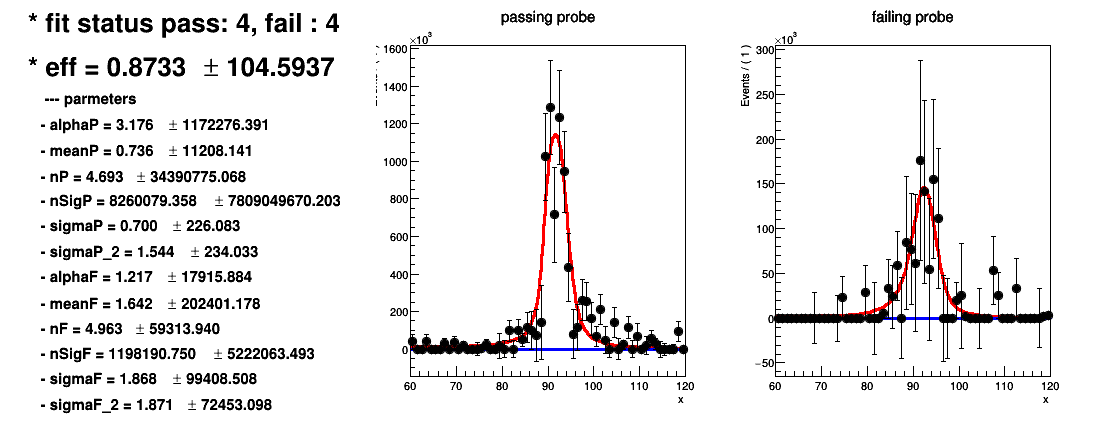 * fit status pass: 4, fail : 4
* eff = 0.8733 ± 104.5937
--- parmeters
- alphaP = 3.176 ± 1172276.391
- meanP = 0.736 ± 11208.141
- nP = 4.693 ± 34390775.068
- nSigP = 8260079.358 ± 7809049670.203
- sigmaP = 0.700 ± 226.083
- sigmaP_2 = 1.544 ± 234.033
- alphaF = 1.217 ± 17915.884
- meanF = 1.642 ± 202401.178
- nF = 4.963 ± 59313.940
- nSigF = 1198190.750 ± 5222063.493
- sigmaF = 1.868 ± 99408.508
- sigmaF_2 = 1.871 ± 72453.098
passing probe
×10³
1600
1400
1200
1000
800
600
400
200
0
60 70 80 90 100 110 120
x
failing probe
×10³
Events / ( 1 )
300
250
200
150
100
50
0
−50
60 70 80 90 100 110 120
x